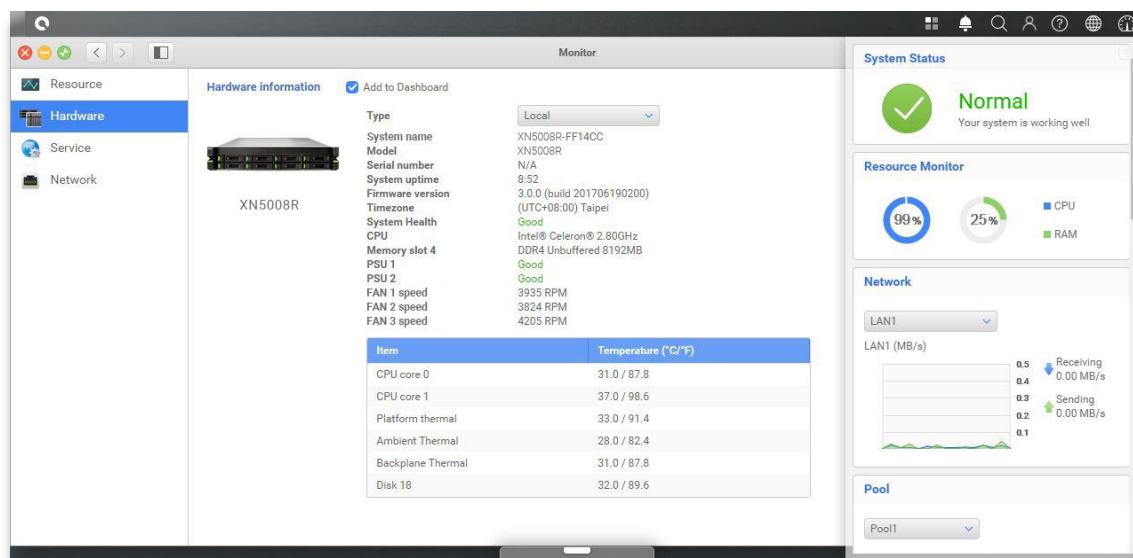 Monitor
Resource
Hardware
Service
Network
Hardware information
Add to Dashboard
XN5008R
Type Local
System name XN5008R-FF14CC
Model XN5008R
Serial number N/A
System uptime 8:52
Firmware version 3.0.0 (build 201706190200)
Timezone (UTC+08:00) Taipei
System Health Good
CPU Intel® Celeron® 2.80GHz
Memory slot 4 DDR4 Unbuffered 8192MB
PSU 1 Good
PSU 2 Good
FAN 1 speed 3935 RPM
FAN 2 speed 3824 RPM
FAN 3 speed 4205 RPM
Item Temperature (°C/°F)
CPU core 0 31.0 / 87.8
CPU core 1 37.0 / 98.6
Platform thermal 33.0 / 91.4
Ambient Thermal 28.0 / 82.4
Backplane Thermal 31.0 / 87.8
Disk 18 32.0 / 89.6
System Status
Normal
Your system is working well
Resource Monitor
99%
25%
CPU
RAM
Network
LAN1
LAN1 (MB/s)
0.5
0.4
0.3
0.2
0.1
Receiving
0.00 MB/s
Sending
0.00 MB/s
Pool
Pool1